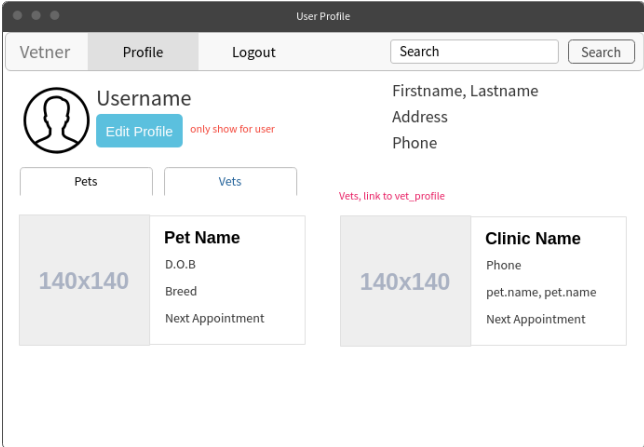 User Profile
Vetner Profile Logout Search Search
Username
Edit Profile only show for user
Firstname, Lastname
Address
Phone
Pets Vets
Vets, link to vet_profile
140x140
Pet Name
D.O.B
Breed
Next Appointment
140x140
Clinic Name
Phone
pet.name, pet.name
Next Appointment